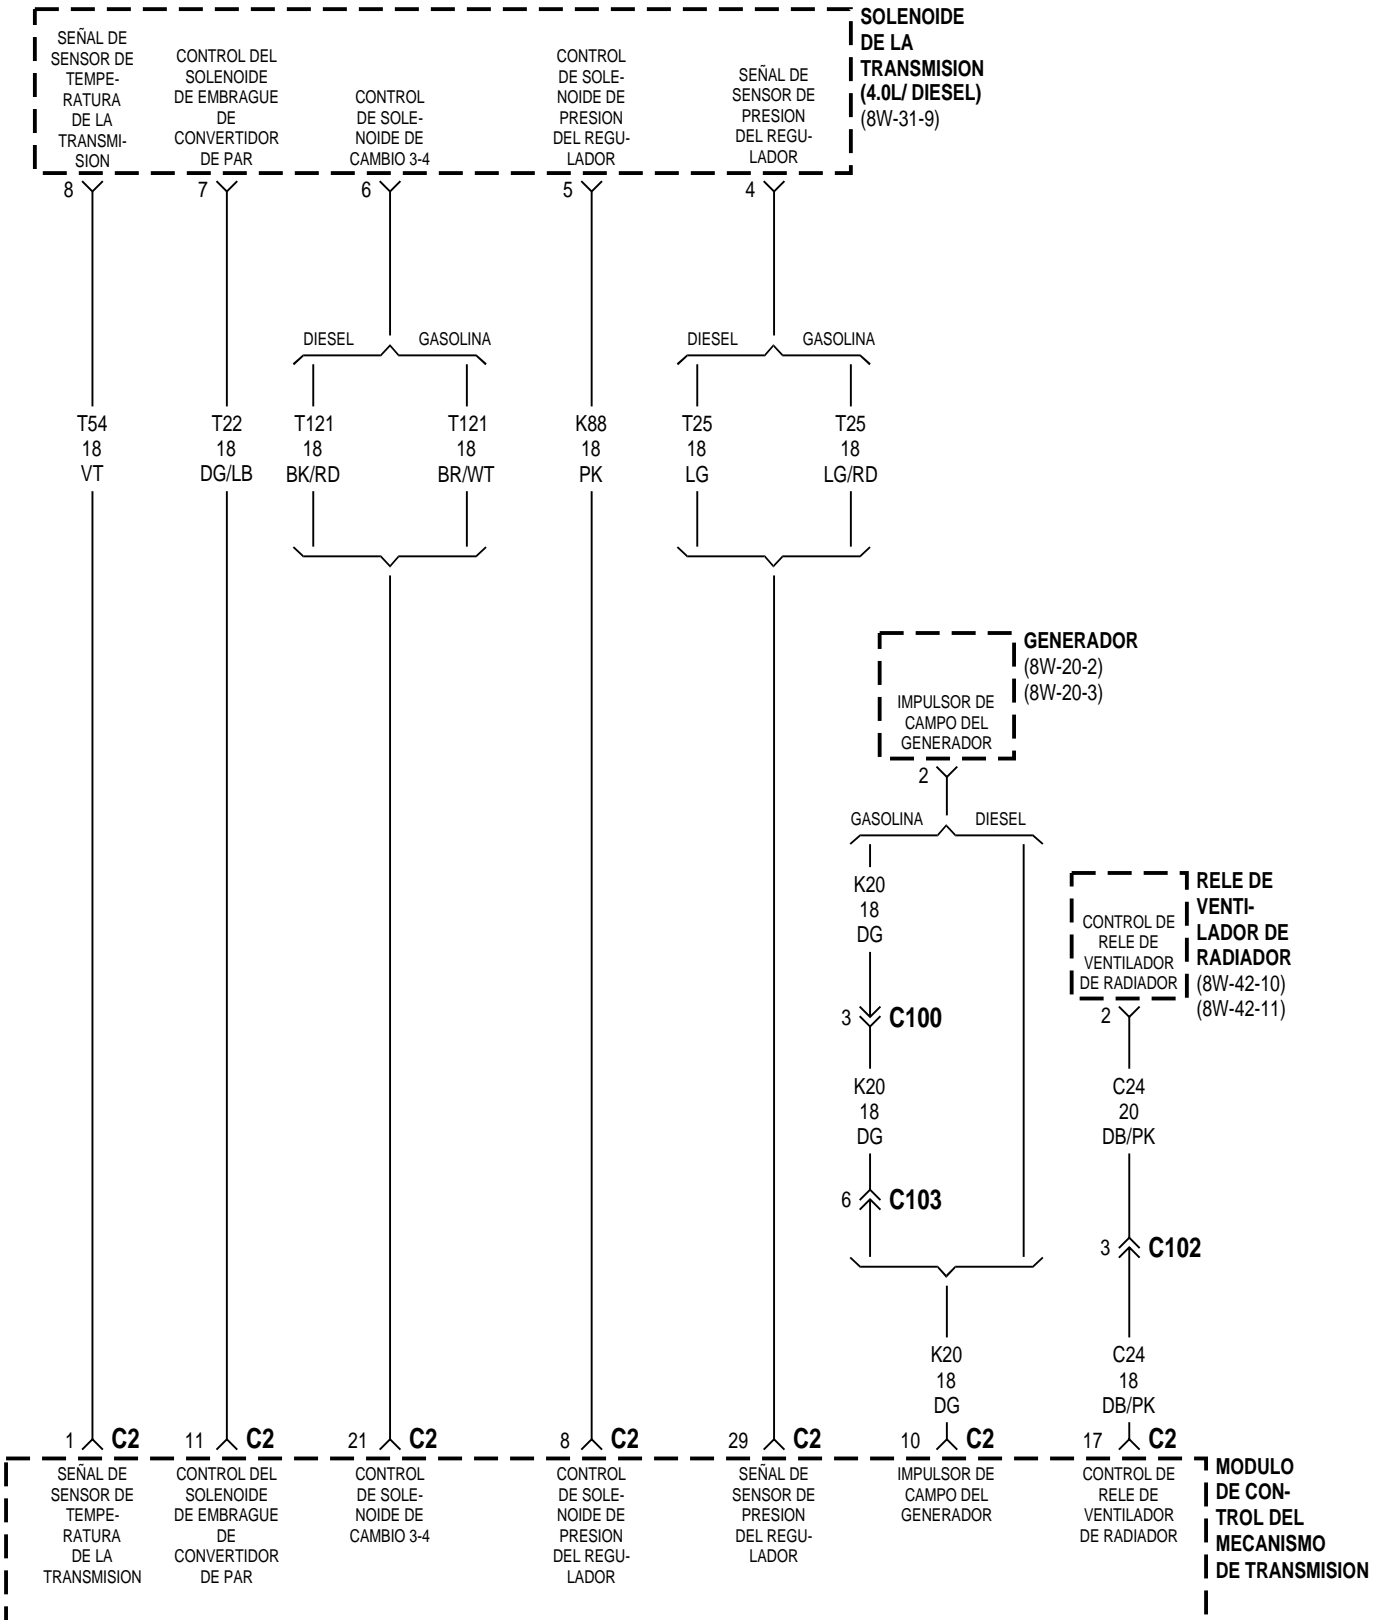 SEÑAL DE
SENSOR DE
TEMPE-
RATURA
DE LA
TRANSMI-
SION
CONTROL DEL
SOLENOIDE
DE EMBRAGUE
DE
CONVERTIDOR
DE PAR
CONTROL
DE SOLE-
NOIDE DE
CAMBIO 3-4
CONTROL
DE SOLE-
NOIDE DE
PRESION
DEL REGU-
LADOR
SEÑAL DE
SENSOR DE
PRESION
DEL REGU-
LADOR
SOLENOIDE
DE LA
TRANSMISION
(4.0L/ DIESEL)
(8W-31-9)
8
7
6
5
4
DIESEL
GASOLINA
DIESEL
GASOLINA
T54
18
VT
T22
18
DG/LB
T121
18
BK/RD
T121
18
BR/WT
K88
18
PK
T25
18
LG
T25
18
LG/RD
GENERADOR
(8W-20-2)
(8W-20-3)
IMPULSOR DE
CAMPO DEL
GENERADOR
2
GASOLINA
DIESEL
K20
18
DG
3 C100
K20
18
DG
6 C103
K20
18
DG
RELE DE
VENTI-
LADOR DE
RADIADOR
(8W-42-10)
(8W-42-11)
CONTROL DE
RELE DE
VENTILADOR
DE RADIADOR
2
C24
20
DB/PK
3 C102
C24
18
DB/PK
1 C2
11 C2
21 C2
8 C2
29 C2
10 C2
17 C2
SEÑAL DE
SENSOR DE
TEMPE-
RATURA
DE LA
TRANSMISION
CONTROL DEL
SOLENOIDE
DE EMBRAGUE
DE
CONVERTIDOR
DE PAR
CONTROL
DE SOLE-
NOIDE DE
CAMBIO 3-4
CONTROL
DE SOLE-
NOIDE DE
PRESION
DEL REGU-
LADOR
SEÑAL DE
SENSOR DE
PRESION
DEL REGU-
LADOR
IMPULSOR DE
CAMPO DEL
GENERADOR
CONTROL DE
RELE DE
VENTILADOR
DE RADIADOR
MODULO
DE CON-
TROL DEL
MECANISMO
DE TRANSMISION